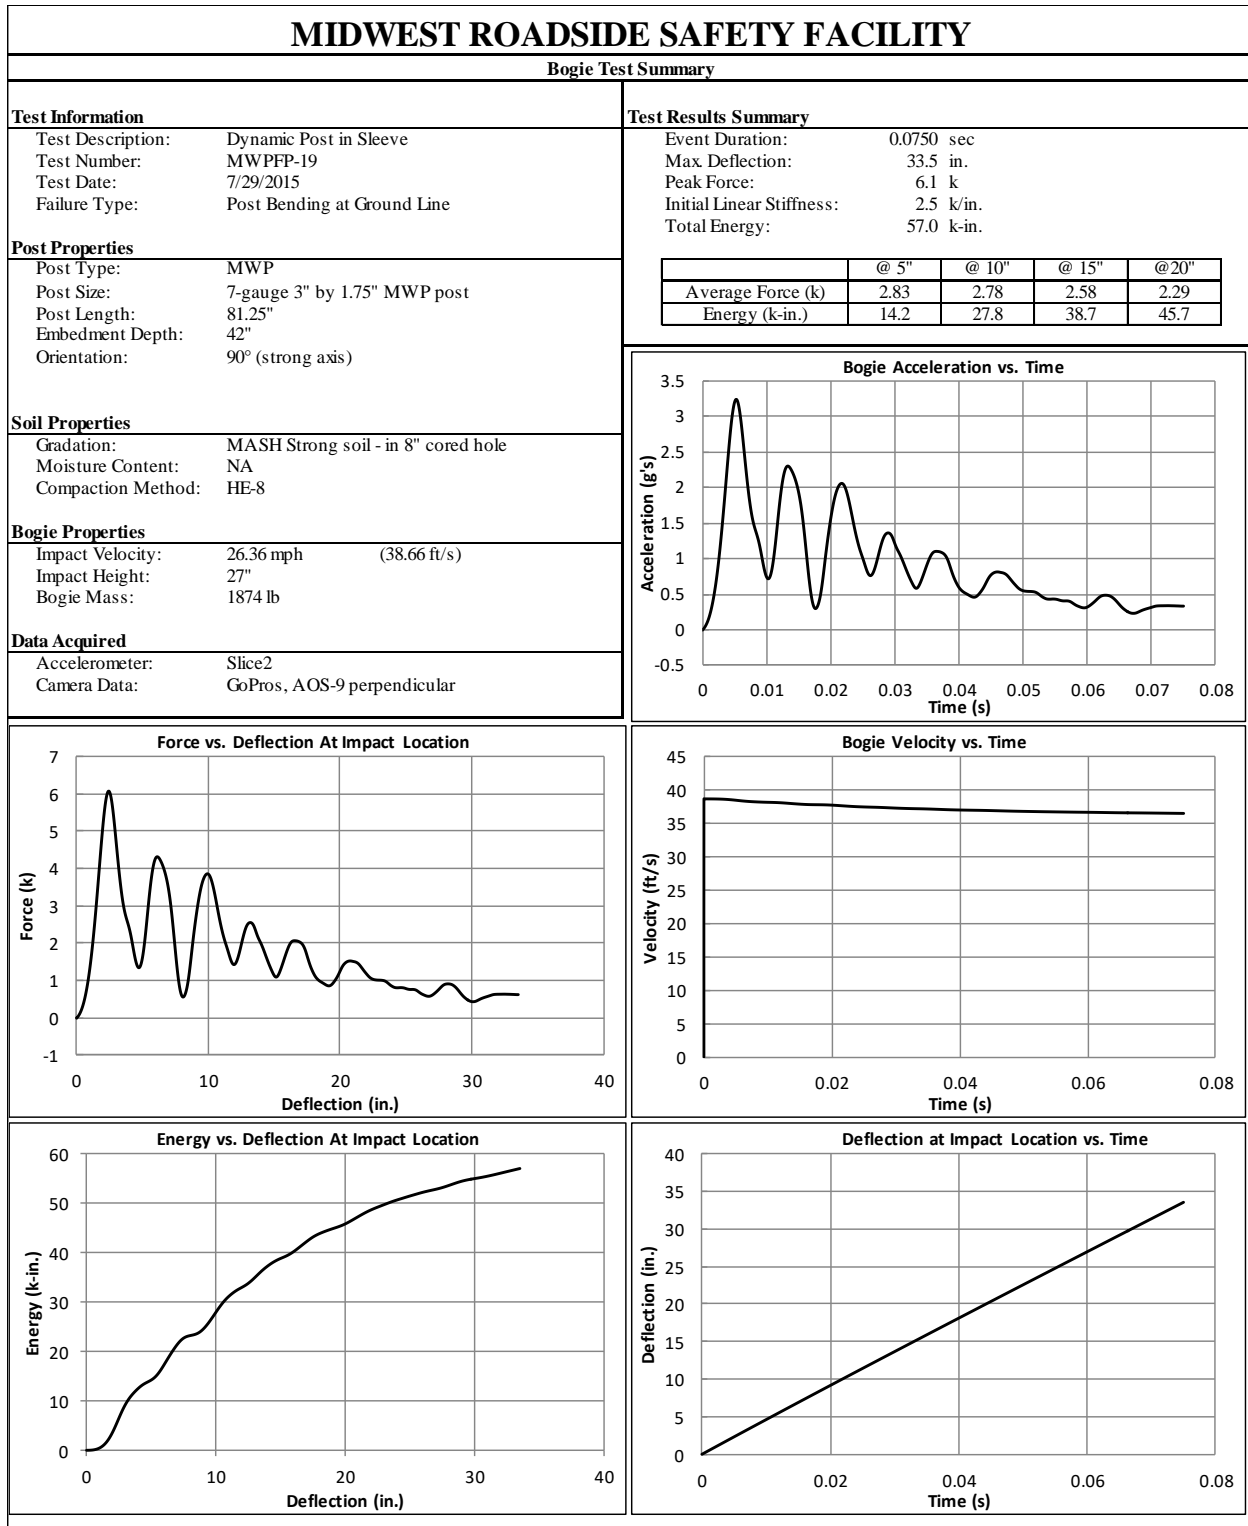 MIDWEST ROADSIDE SAFETY FACILITY
Bogie Test Summary
Test Information
Test Description: Dynamic Post in Sleeve
Test Number: MWPFP-19
Test Date: 7/29/2015
Failure Type: Post Bending at Ground Line
Post Properties
Post Type: MWP
Post Size: 7-gauge 3" by 1.75" MWP post
Post Length: 81.25"
Embedment Depth: 42"
Orientation: 90° (strong axis)
Soil Properties
Gradation: MASH Strong soil - in 8" cored hole
Moisture Content: NA
Compaction Method: HE-8
Bogie Properties
Impact Velocity: 26.36 mph (38.66 ft/s)
Impact Height: 27"
Bogie Mass: 1874 lb
Data Acquired
Accelerometer: Slice2
Camera Data: GoPros, AOS-9 perpendicular
Test Results Summary
Event Duration: 0.0750 sec
Max. Deflection: 33.5 in.
Peak Force: 6.1 k
Initial Linear Stiffness: 2.5 k/in.
Total Energy: 57.0 k-in.
@ 5" @ 10" @ 15" @20"
Average Force (k) 2.83 2.78 2.58 2.29
Energy (k-in.) 14.2 27.8 38.7 45.7
Bogie Acceleration vs. Time
Acceleration (g's)
3.5
3
2.5
2
1.5
1
0.5
0
-0.5
0 0.01 0.02 0.03 0.04 0.05 0.06 0.07 0.08
Time (s)
Force vs. Deflection At Impact Location
Force (k)
7
6
5
4
3
2
1
0
-1
0 10 20 30 40
Deflection (in.)
Bogie Velocity vs. Time
Velocity (ft/s)
45
40
35
30
25
20
15
10
5
0
0 0.02 0.04 0.06 0.08
Time (s)
Energy vs. Deflection At Impact Location
Energy (k-in.)
60
50
40
30
20
10
0
0 10 20 30 40
Deflection (in.)
Deflection at Impact Location vs. Time
Deflection (in.)
40
35
30
25
20
15
10
5
0
0 0.02 0.04 0.06 0.08
Time (s)